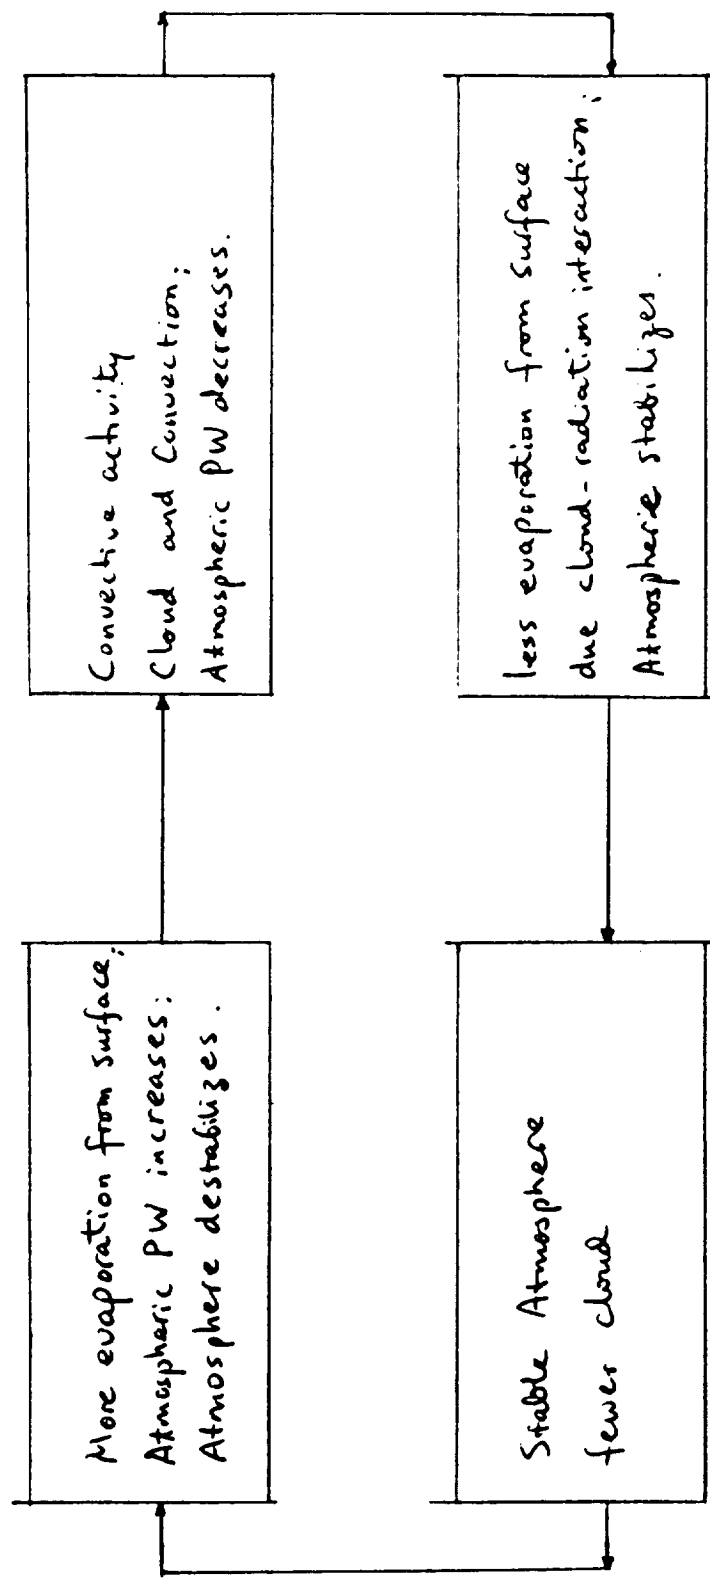 More evaporation from surface;
Atmospheric PW increases;
Atmosphere destabilizes.
Convective activity
Cloud and Convection;
Atmospheric PW decreases.
less evaporation from surface
due cloud-radiation interaction;
Atmospherie stabilizes.
Stable Atmosphere
fewer cloud